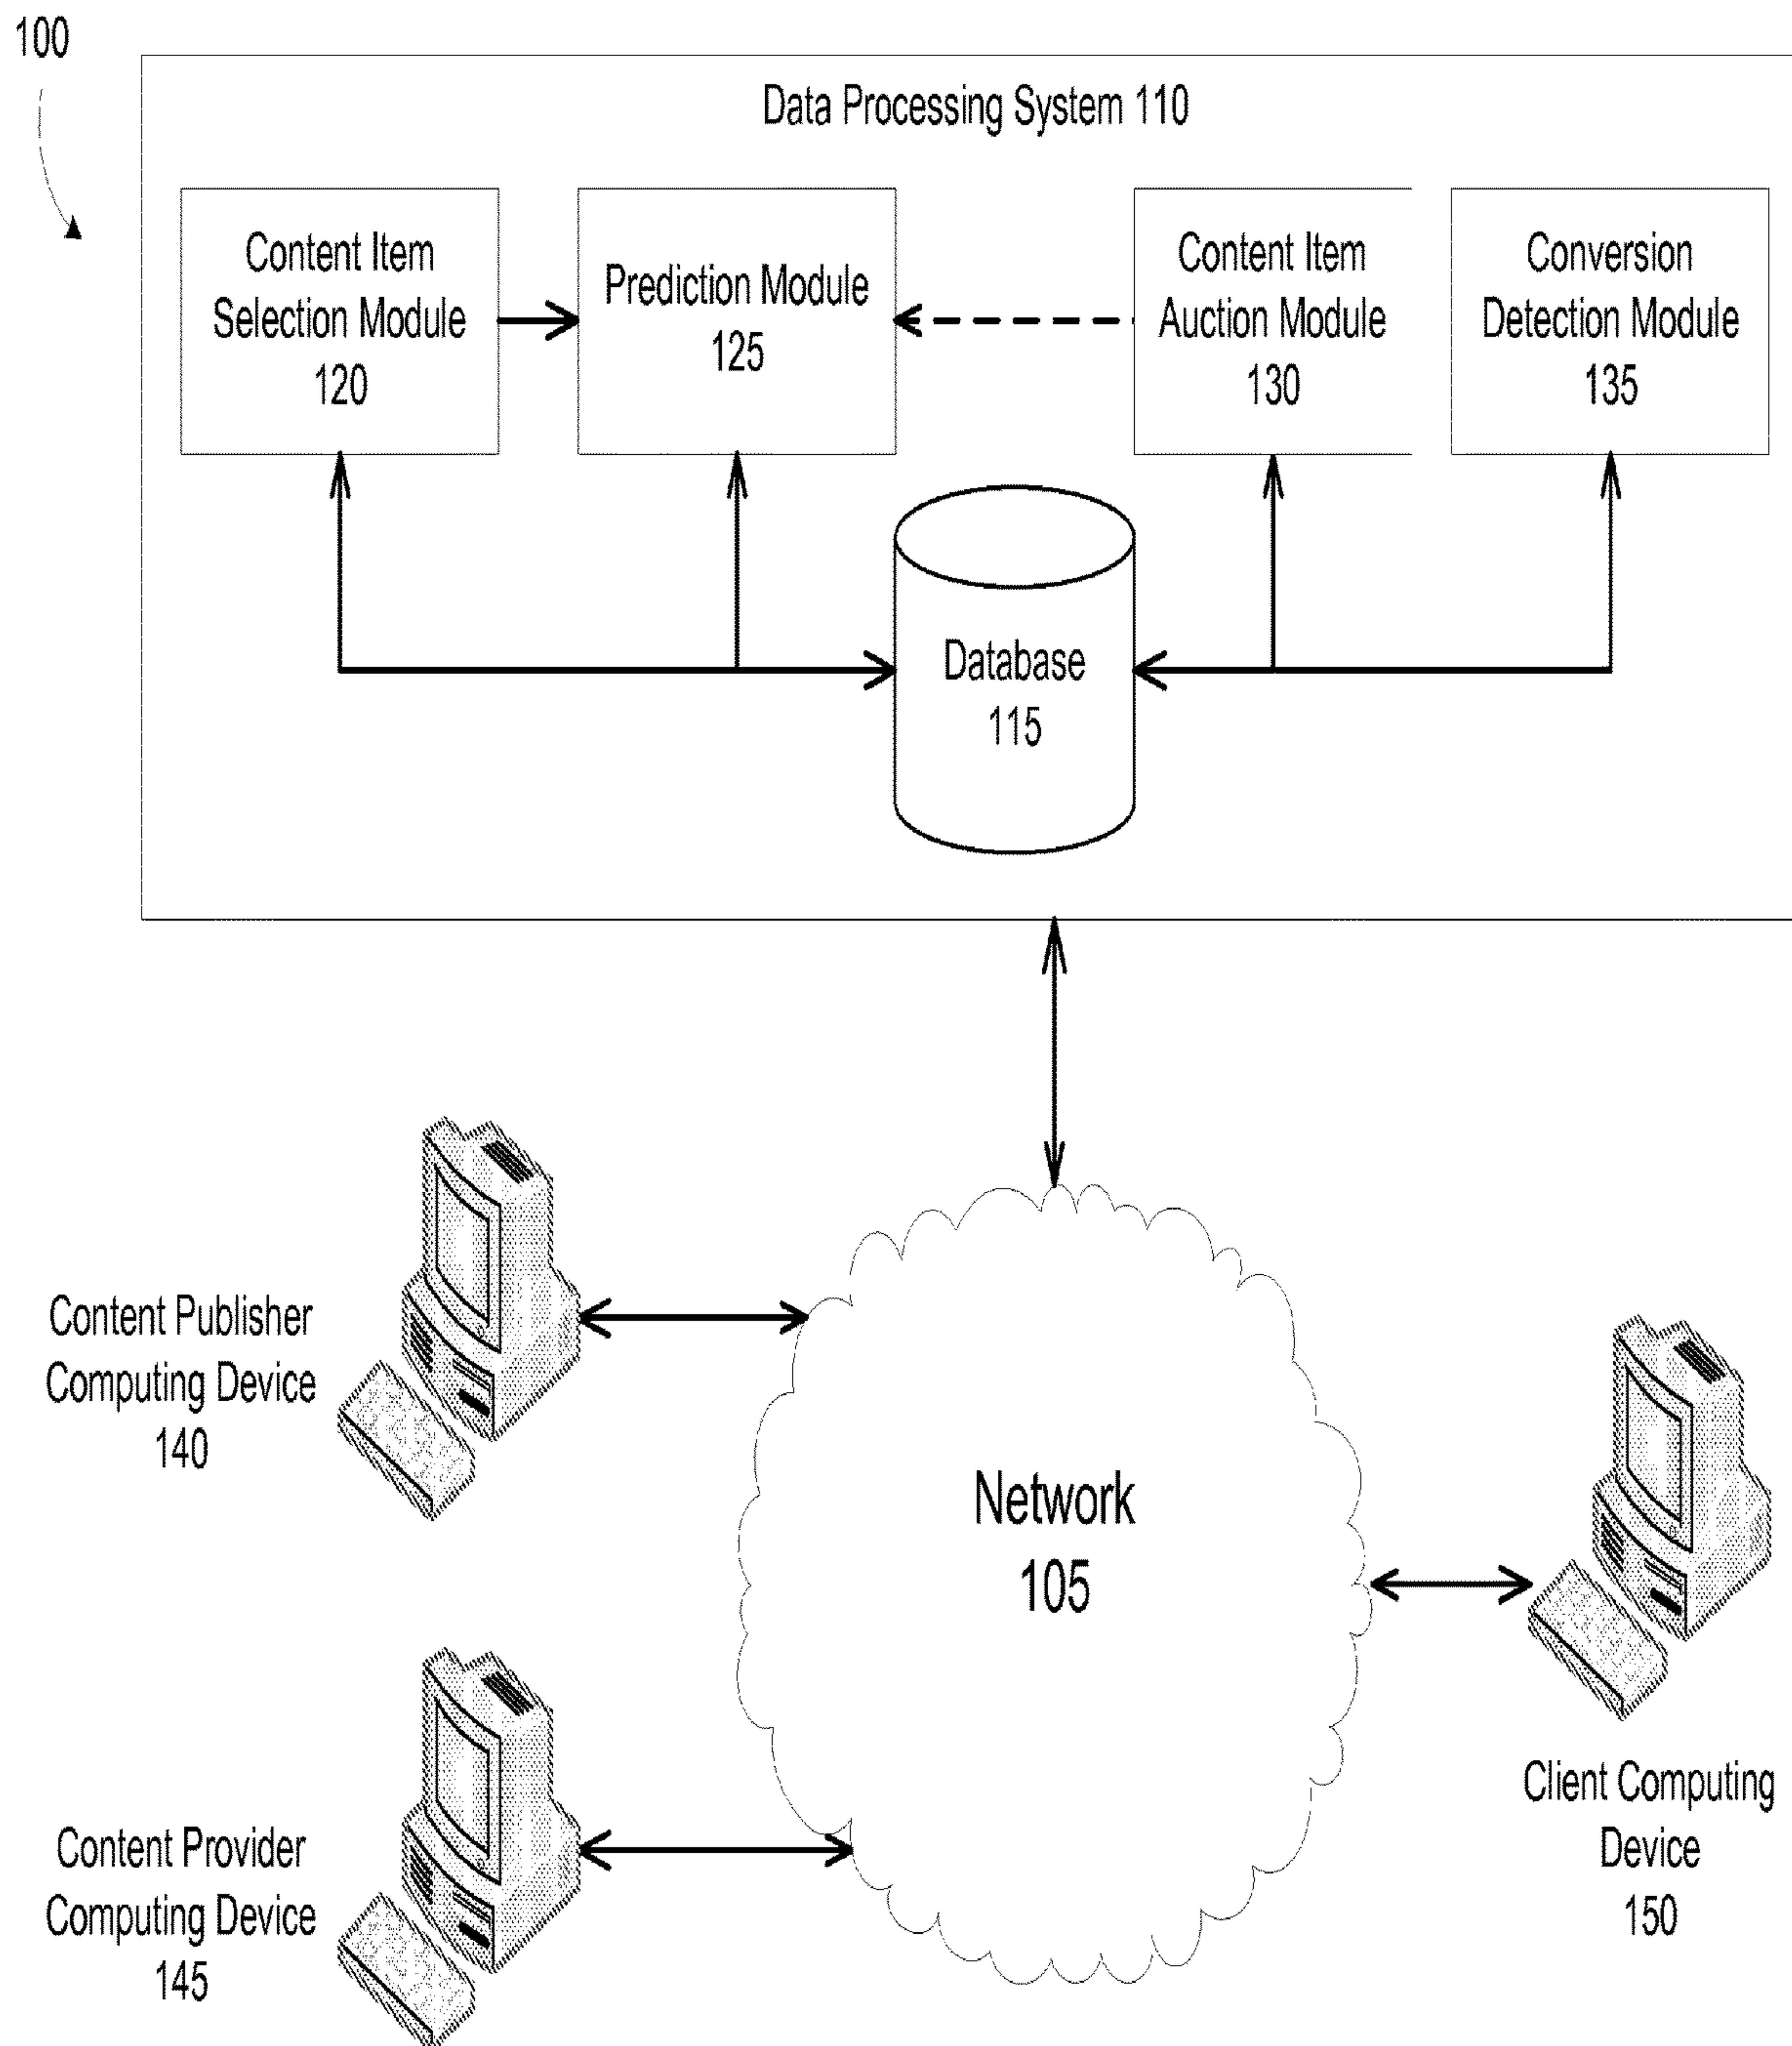 100
Data Processing System 110
Content Item
Selection Module
120
Prediction Module
125
Content Item
Auction Module
130
Conversion
Detection Module
135
Database
115
Content Publisher
Computing Device
140
Network
105
Content Provider
Computing Device
145
Client Computing
Device
150